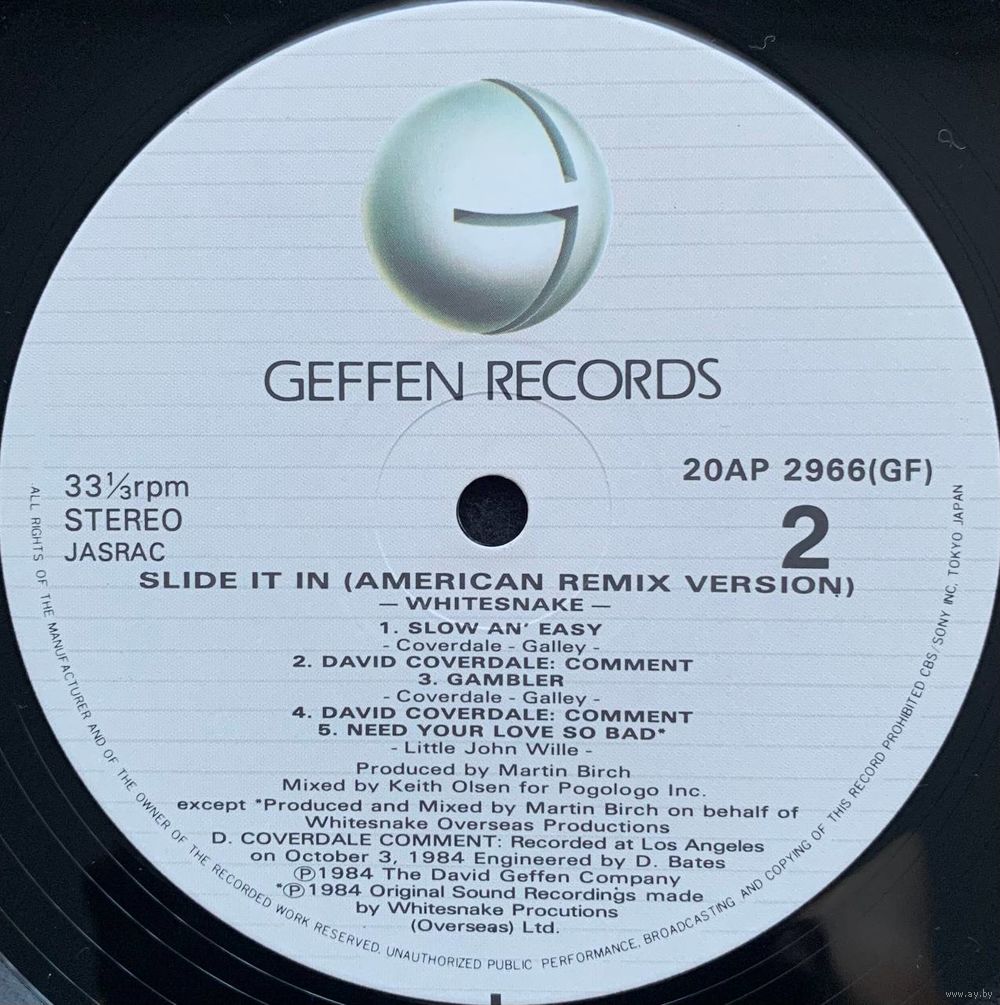 GEFFEN RECORDS
33⅓rpm
STEREO
JASRAC
20AP 2966(GF)
2
SLIDE IT IN (AMERICAN REMIX VERSION)
— WHITESNAKE —
1. SLOW AN' EASY
- Coverdale - Galley -
2. DAVID COVERDALE: COMMENT
3. GAMBLER
- Coverdale - Galley -
4. DAVID COVERDALE: COMMENT
5. NEED YOUR LOVE SO BAD*
- Little John Wille -
Produced by Martin Birch
Mixed by Keith Olsen for Pogologo Inc.
except *Produced and Mixed by Martin Birch on behalf of
Whitesnake Overseas Productions
D. COVERDALE COMMENT: Recorded at Los Angeles
on October 3, 1984 Engineered by D. Bates
Ⓟ1984 The David Geffen Company
*Ⓟ1984 Original Sound Recordings made
by Whitesnake Procutions
(Overseas) Ltd.
ALL RIGHTS OF THE MANUFACTURER AND OF THE OWNER OF THE RECORDED WORK RESERVED. UNAUTHORIZED PUBLIC PERFORMANCE, BROADCASTING AND COPYING OF THIS RECORD PROHIBITED CBS/SONY INC. TOKYO JAPAN
www.ay.by